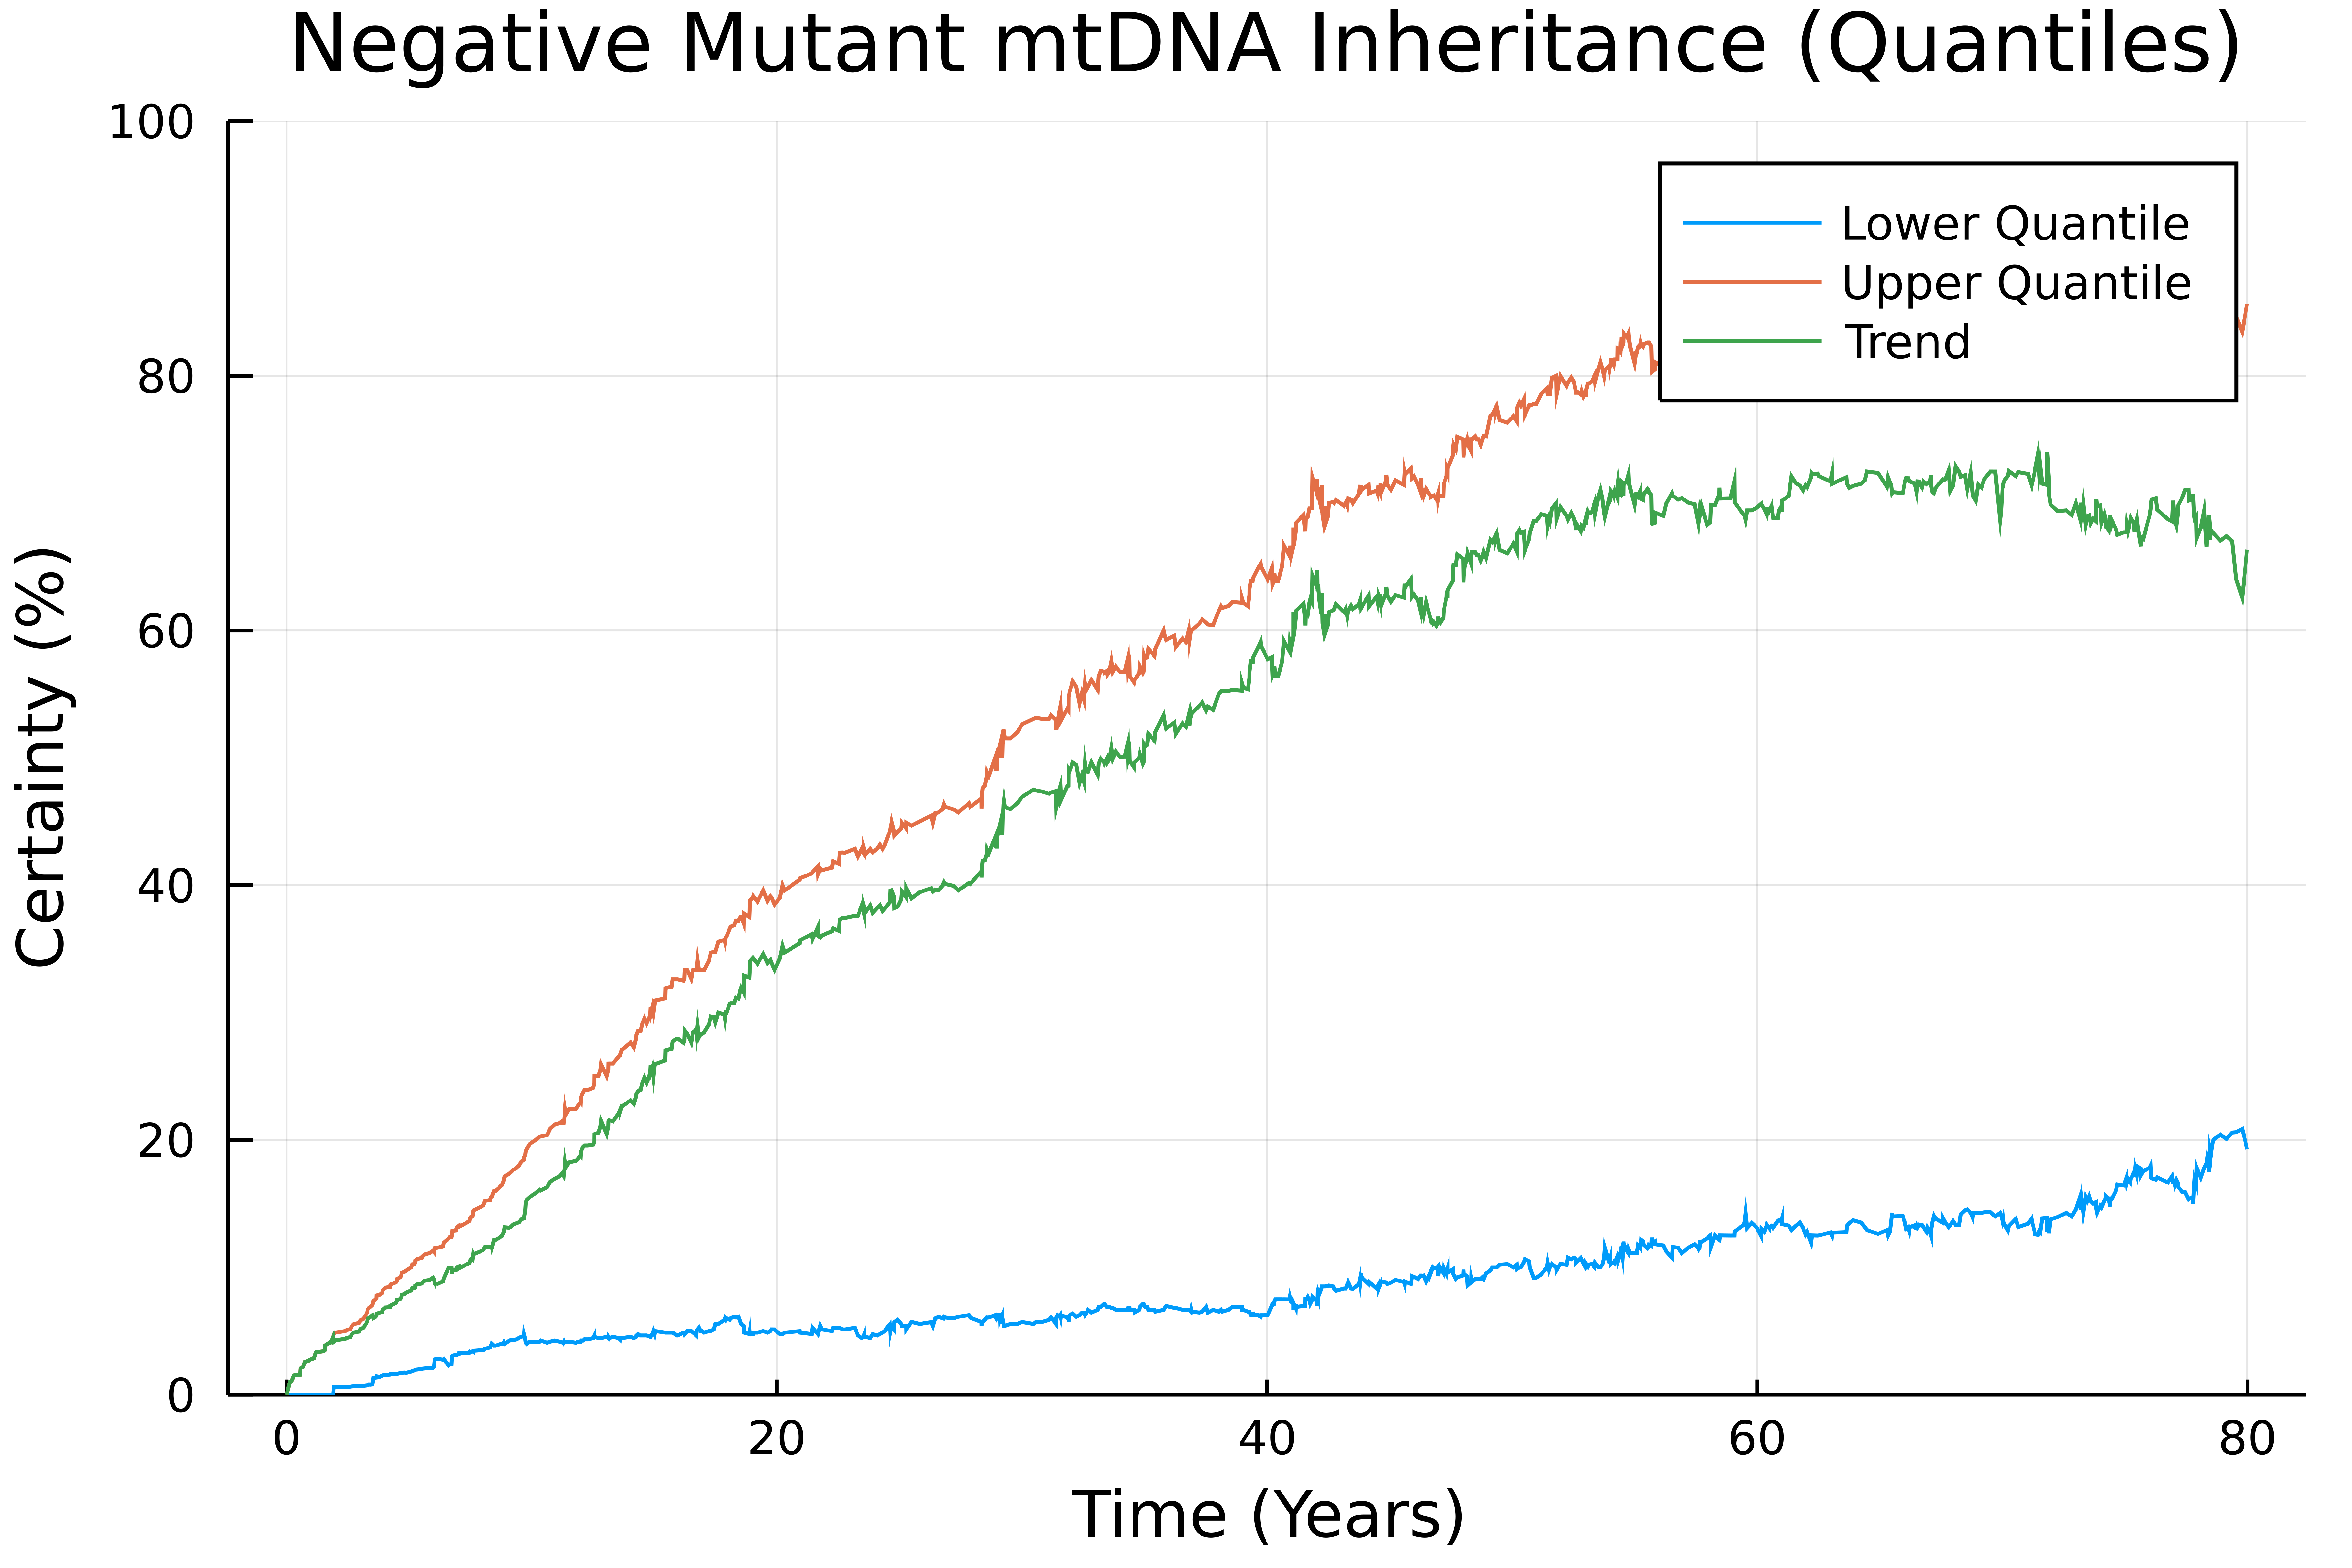 Negative Mutant mtDNA Inheritance (Quantiles)
100
80
60
40
20
0
Certainty (%)
Lower Quantile
Upper Quantile
Trend
0 20 40 60 80
Time (Years)